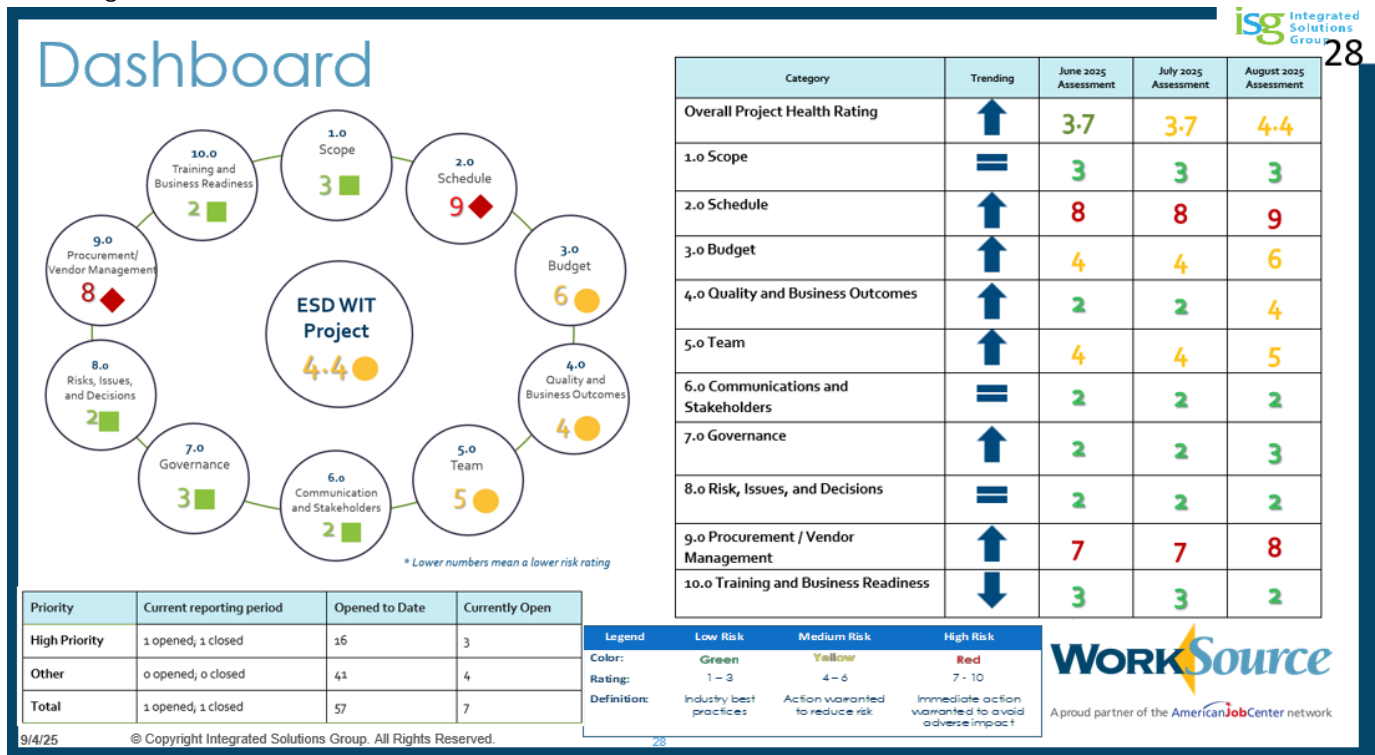 isg Integrated
Solutions
Group
28
Dashboard
1.0
Scope
3
2.0
Schedule
9
3.0
Budget
6
4.0
Quality and
Business Outcomes
4
5.0
Team
5
6.0
Communication
and Stakeholders
2
7.0
Governance
3
8.0
Risks, Issues,
and Decisions
2
9.0
Procurement/
Vendor Management
8
10.0
Training and
Business Readiness
2
ESD WIT
Project
4.4
* Lower numbers mean a lower risk rating
Category Trending June 2025 Assessment July 2025 Assessment August 2025 Assessment
Overall Project Health Rating 3.7 3.7 4.4
1.0 Scope 3 3 3
2.0 Schedule 8 8 9
3.0 Budget 4 4 6
4.0 Quality and Business Outcomes 2 2 4
5.0 Team 4 4 5
6.0 Communications and
Stakeholders 2 2 2
7.0 Governance 2 2 3
8.0 Risk, Issues, and Decisions 2 2 2
9.0 Procurement / Vendor
Management 7 7 8
10.0 Training and Business Readiness 3 3 2
Priority Current reporting period Opened to Date Currently Open
High Priority 1 opened; 1 closed 16 3
Other 0 opened; 0 closed 41 4
Total 1 opened; 1 closed 57 7
Legend Low Risk Medium Risk High Risk
Color: Green Yellow Red
Rating: 1 – 3 4 – 6 7 - 10
Definition: Industry best practices Action warranted to reduce risk Immediate action warranted to avoid adverse impact
WorkSource
A proud partner of the AmericanJobCenter network
9/4/25 © Copyright Integrated Solutions Group. All Rights Reserved. 28